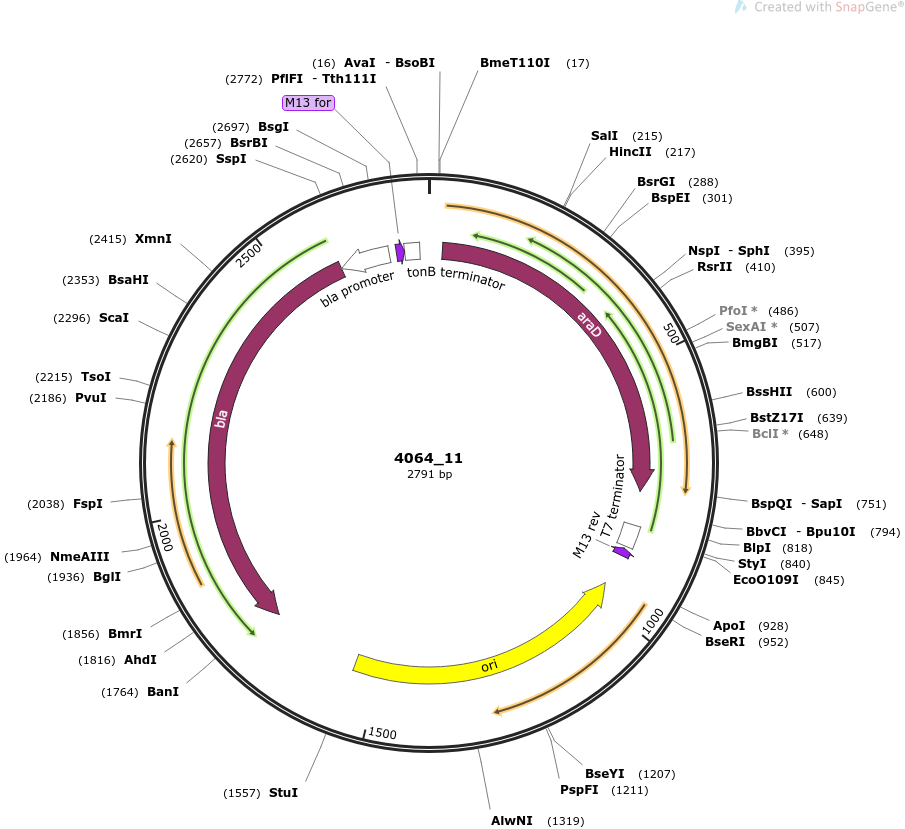 Created with SnapGene®
(16) AvaI - BsoBI
BmeT110I (17)
(2772) PflFI - Tth111I
M13 for
(2697) BsgI
(2657) BsrBI
(2620) SspI
SalI (215)
HincII (217)
BsrGI (288)
BspEI (301)
(2415) XmnI
2500
NspI - SphI (395)
RsrII (410)
bla promoter
tonB terminator
(2353) BsaHI
(2296) ScaI
PfoI * (486)
SexAI * (507)
BmgBI (517)
500
araD
(2215) TsoI
(2186) PvuI
BssHII (600)
BstZ17I (639)
BclI * (648)
bla
4064_11
2791 bp
(2038) FspI
BspQI - SapI (751)
T7 terminator
M13 rev
BbvCI - Bpu10I (794)
BlpI (818)
StyI (840)
EcoO109I (845)
2000
(1964) NmeAIII
(1936) BglI
(1856) BmrI
(1816) AhdI
(1764) BanI
ApoI (928)
BseRI (952)
1000
ori
1500
(1557) StuI
BseYI (1207)
PspFI (1211)
AlwNI (1319)